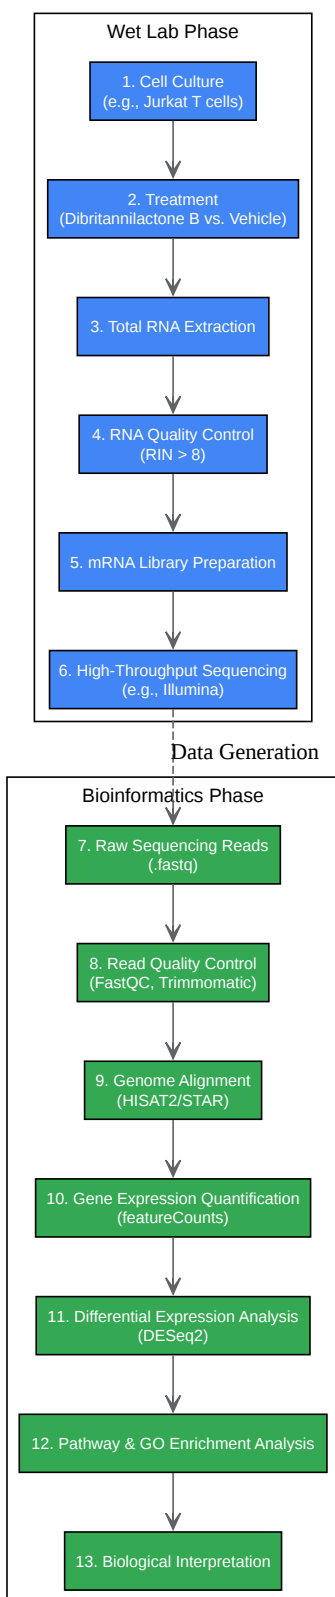 Wet Lab Phase
1. Cell Culture
(e.g., Jurkat T cells)
2. Treatment
(Dibritannilactone B vs. Vehicle)
3. Total RNA Extraction
4. RNA Quality Control
(RIN > 8)
5. mRNA Library Preparation
6. High-Throughput Sequencing
(e.g., Illumina)
Data Generation
Bioinformatics Phase
7. Raw Sequencing Reads
(.fastq)
8. Read Quality Control
(FastQC, Trimmomatic)
9. Genome Alignment
(HISAT2/STAR)
10. Gene Expression Quantification
(featureCounts)
11. Differential Expression Analysis
(DESeq2)
12. Pathway & GO Enrichment Analysis
13. Biological Interpretation